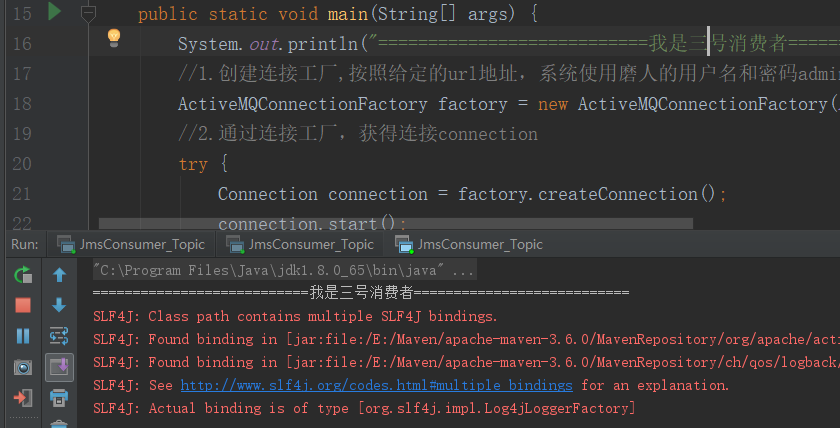 15 public static void main(String[] args) {
16 System.out.println("===========================我是三号消费者=====
17 //1.创建连接工厂,按照给定的url地址，系统使用磨人的用户名和密码admin
18 ActiveMQConnectionFactory factory = new ActiveMQConnectionFactory(
19 //2.通过连接工厂，获得连接connection
20 try {
21 Connection connection = factory.createConnection();
22 connection.start();
Run: JmsConsumer_Topic JmsConsumer_Topic JmsConsumer_Topic
"C:\Program Files\Java\jdk1.8.0_65\bin\java" ...
===========================我是三号消费者===========================
SLF4J: Class path contains multiple SLF4J bindings.
SLF4J: Found binding in [jar:file:/E:/Maven/apache-maven-3.6.0/MavenRepository/org/apache/acti
SLF4J: Found binding in [jar:file:/E:/Maven/apache-maven-3.6.0/MavenRepository/ch/qos/logback/
SLF4J: See http://www.slf4j.org/codes.html#multiple_bindings for an explanation.
SLF4J: Actual binding is of type [org.slf4j.impl.Log4jLoggerFactory]